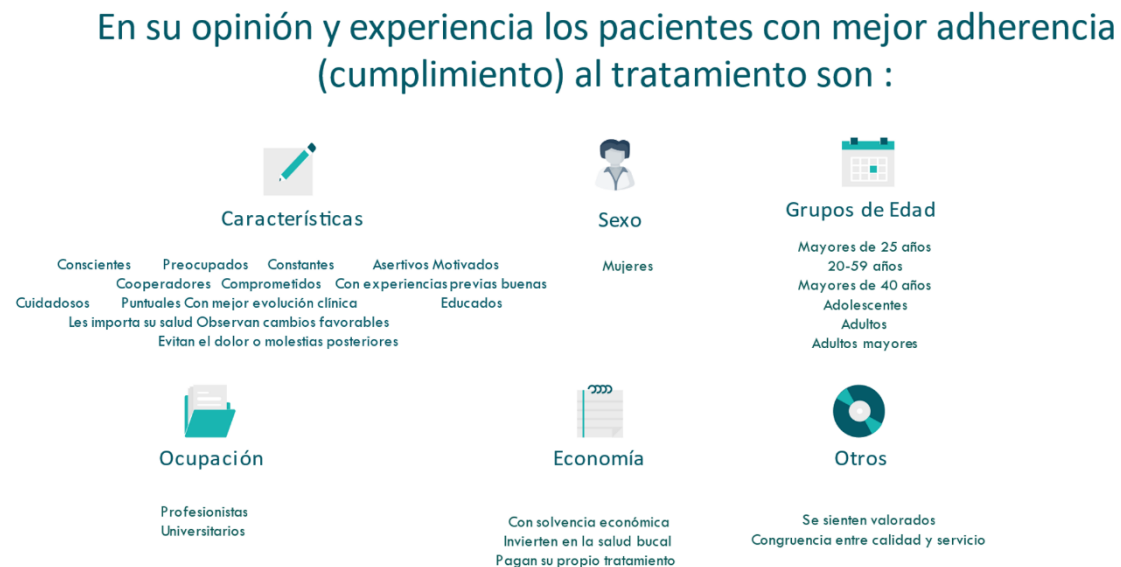 En su opinión y experiencia los pacientes con mejor adherencia
(cumplimiento) al tratamiento son :
Características
Conscientes Preocupados Constantes Asertivos Motivados
Cooperadores Comprometidos Con experiencias previas buenas
Cuidadosos Puntuales Con mejor evolución clínica Educados
Les importa su salud Observan cambios favorables
Evitan el dolor o molestias posteriores
Sexo
Mujeres
Grupos de Edad
Mayores de 25 años
20-59 años
Mayores de 40 años
Adolescentes
Adultos
Adultos mayores
Ocupación
Profesionistas
Universitarios
Economía
Con solvencia económica
Invierten en la salud bucal
Pagan su propio tratamiento
Otros
Se sienten valorados
Congruencia entre calidad y servicio